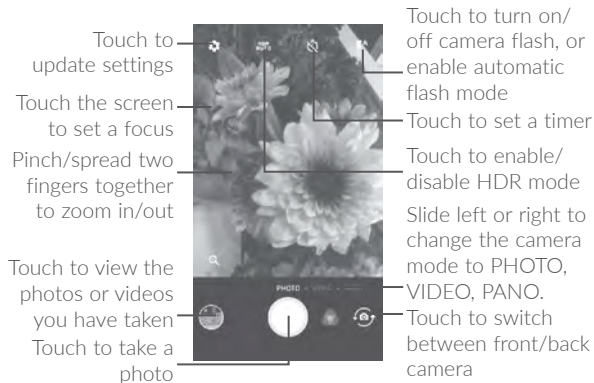 Touch to
update settings
Touch the screen
to set a focus
Pinch/spread two
fingers together
to zoom in/out
Touch to view the
photos or videos
you have taken
Touch to take a
photo
PHOTO
Touch to turn on/
off camera flash, or
enable automatic
flash mode
Touch to set a timer
Touch to enable/
disable HDR mode
Slide left or right to
change the camera
mode to PHOTO,
VIDEO, PANO.
Touch to switch
between front/back
camera